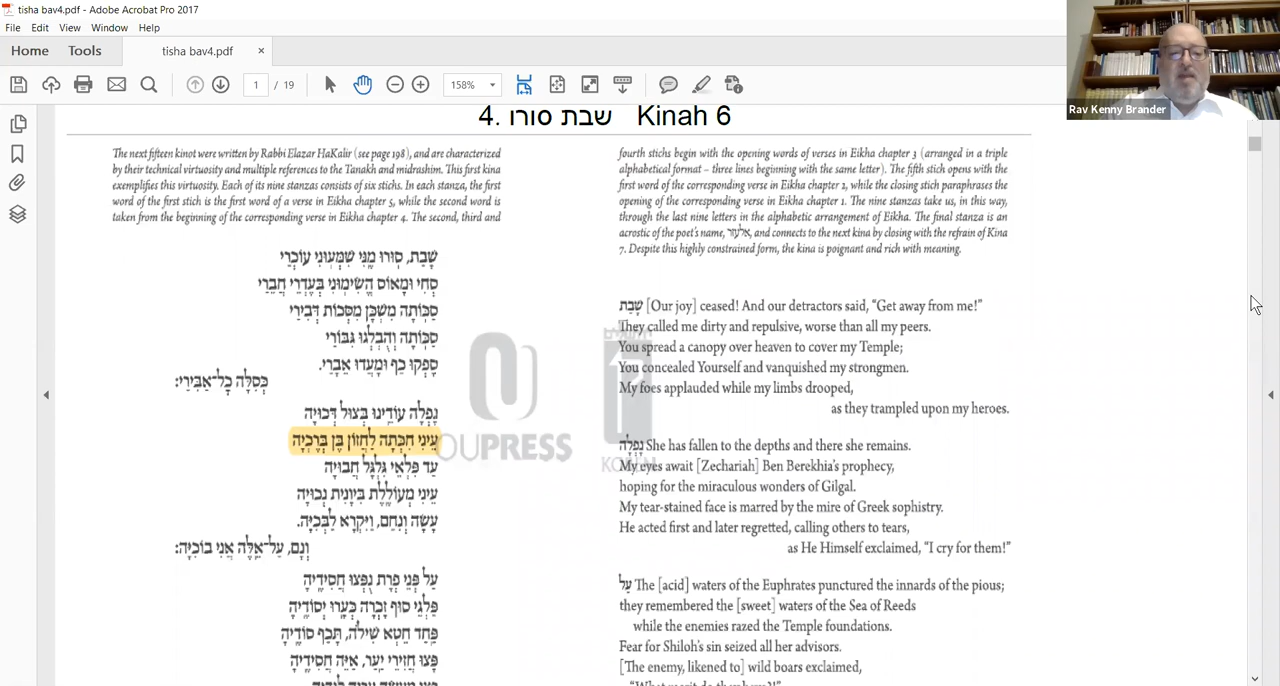 tisha bav4.pdf - Adobe Acrobat Pro 2017
File Edit View Window Help
Home Tools tisha bav4.pdf ×
1 / 19 158%
Rav Kenny Brander
4. שבת סורו Kinah 6
The next fifteen kinot were written by Rabbi Elazar HaKalir (see page 198), and are characterized
by their technical virtuosity and multiple references to the Tanakh and midrashim. This first kina
exemplifies this virtuosity. Each of its nine stanzas consists of six stichs. In each stanza, the first
word of the first stich is the first word of a verse in Eikha chapter 5, while the second word is
taken from the beginning of the corresponding verse in Eikha chapter 4. The second, third and
fourth stichs begin with the opening words of verses in Eikha chapter 3 (arranged in a triple
alphabetical format – three lines beginning with the same letter). The fifth stich opens with the
first word of the corresponding verse in Eikha chapter 2, while the closing stich paraphrases the
opening of the corresponding verse in Eikha chapter 1. The nine stanzas take us, in this way,
through the last nine letters in the alphabetic arrangement of Eikha. The final stanza is an
acrostic of the poet's name, אלעזר, and connects to the next kina by closing with the refrain of Kina
7. Despite this highly constrained form, the kina is poignant and rich with meaning.
שָׁבַת, סוּרוּ מֶנִּי שִׁמְּעוּנִי עוֹכְרַי
סְחִי וּמָאוֹס הֱשִׂימוּנִי בְּעֶדְרֵי חֲבֵרַי
סַכּוֹתָה מִשְׁכָּן מִסְּכוֹת דְּבִירַי
סַכּוֹתָה וְהֻבְלְגוּ גִּבּוֹרַי
סָפְקוּ כַף וּמָעֲדוּ אֵבָרַי.
כְּסִלָּה כָל־אַבִּירַי:
נָפְלָה עוֹדֵינוּ בְּצוּל דְּכוּיָה
עֵינִי חִכְּתָה לַחֲזוֹן בֶּן בֶּרֶכְיָה
עַד פִּלְאֵי גִּלְגָּל חֲבוּיָה
עֵינִי מְעוֹלֶלֶת בִּיוָנִית נְכוּיָה
עָשָׂה וְנִחַם, וַיִּקְרָא לַבְּכִיָּה.
וְנָם, עַל־אֵלֶּה אֲנִי בוֹכִיָּה:
עַל פְּנֵי פְרָת נֻפְּצוּ חֲסִידֶיהָ
פַּלְגֵי סוּף זָכְרָה כְּעָרוּ יְסוֹדֶיהָ
פַּחַד חֵטְא שִׁילֹה, תָּכַף סוֹדֶיהָ
פָּצוּ חֲזִירֵי יַעַר, אַיֵּה חֲסִידֶיהָ
שָׁבַת [Our joy] ceased! And our detractors said, "Get away from me!"
They called me dirty and repulsive, worse than all my peers.
You spread a canopy over heaven to cover my Temple;
You concealed Yourself and vanquished my strongmen.
My foes applauded while my limbs drooped,
as they trampled upon my heroes.
נָפְלָה She has fallen to the depths and there she remains.
My eyes await [Zechariah] Ben Berekhia's prophecy,
hoping for the miraculous wonders of Gilgal.
My tear-stained face is marred by the mire of Greek sophistry.
He acted first and later regretted, calling others to tears,
as He Himself exclaimed, "I cry for them!"
עַל The [acid] waters of the Euphrates punctured the innards of the pious;
they remembered the [sweet] waters of the Sea of Reeds
while the enemies razed the Temple foundations.
Fear for Shiloh's sin seized all her advisors.
[The enemy, likened to] wild boars exclaimed,
OUPRESS